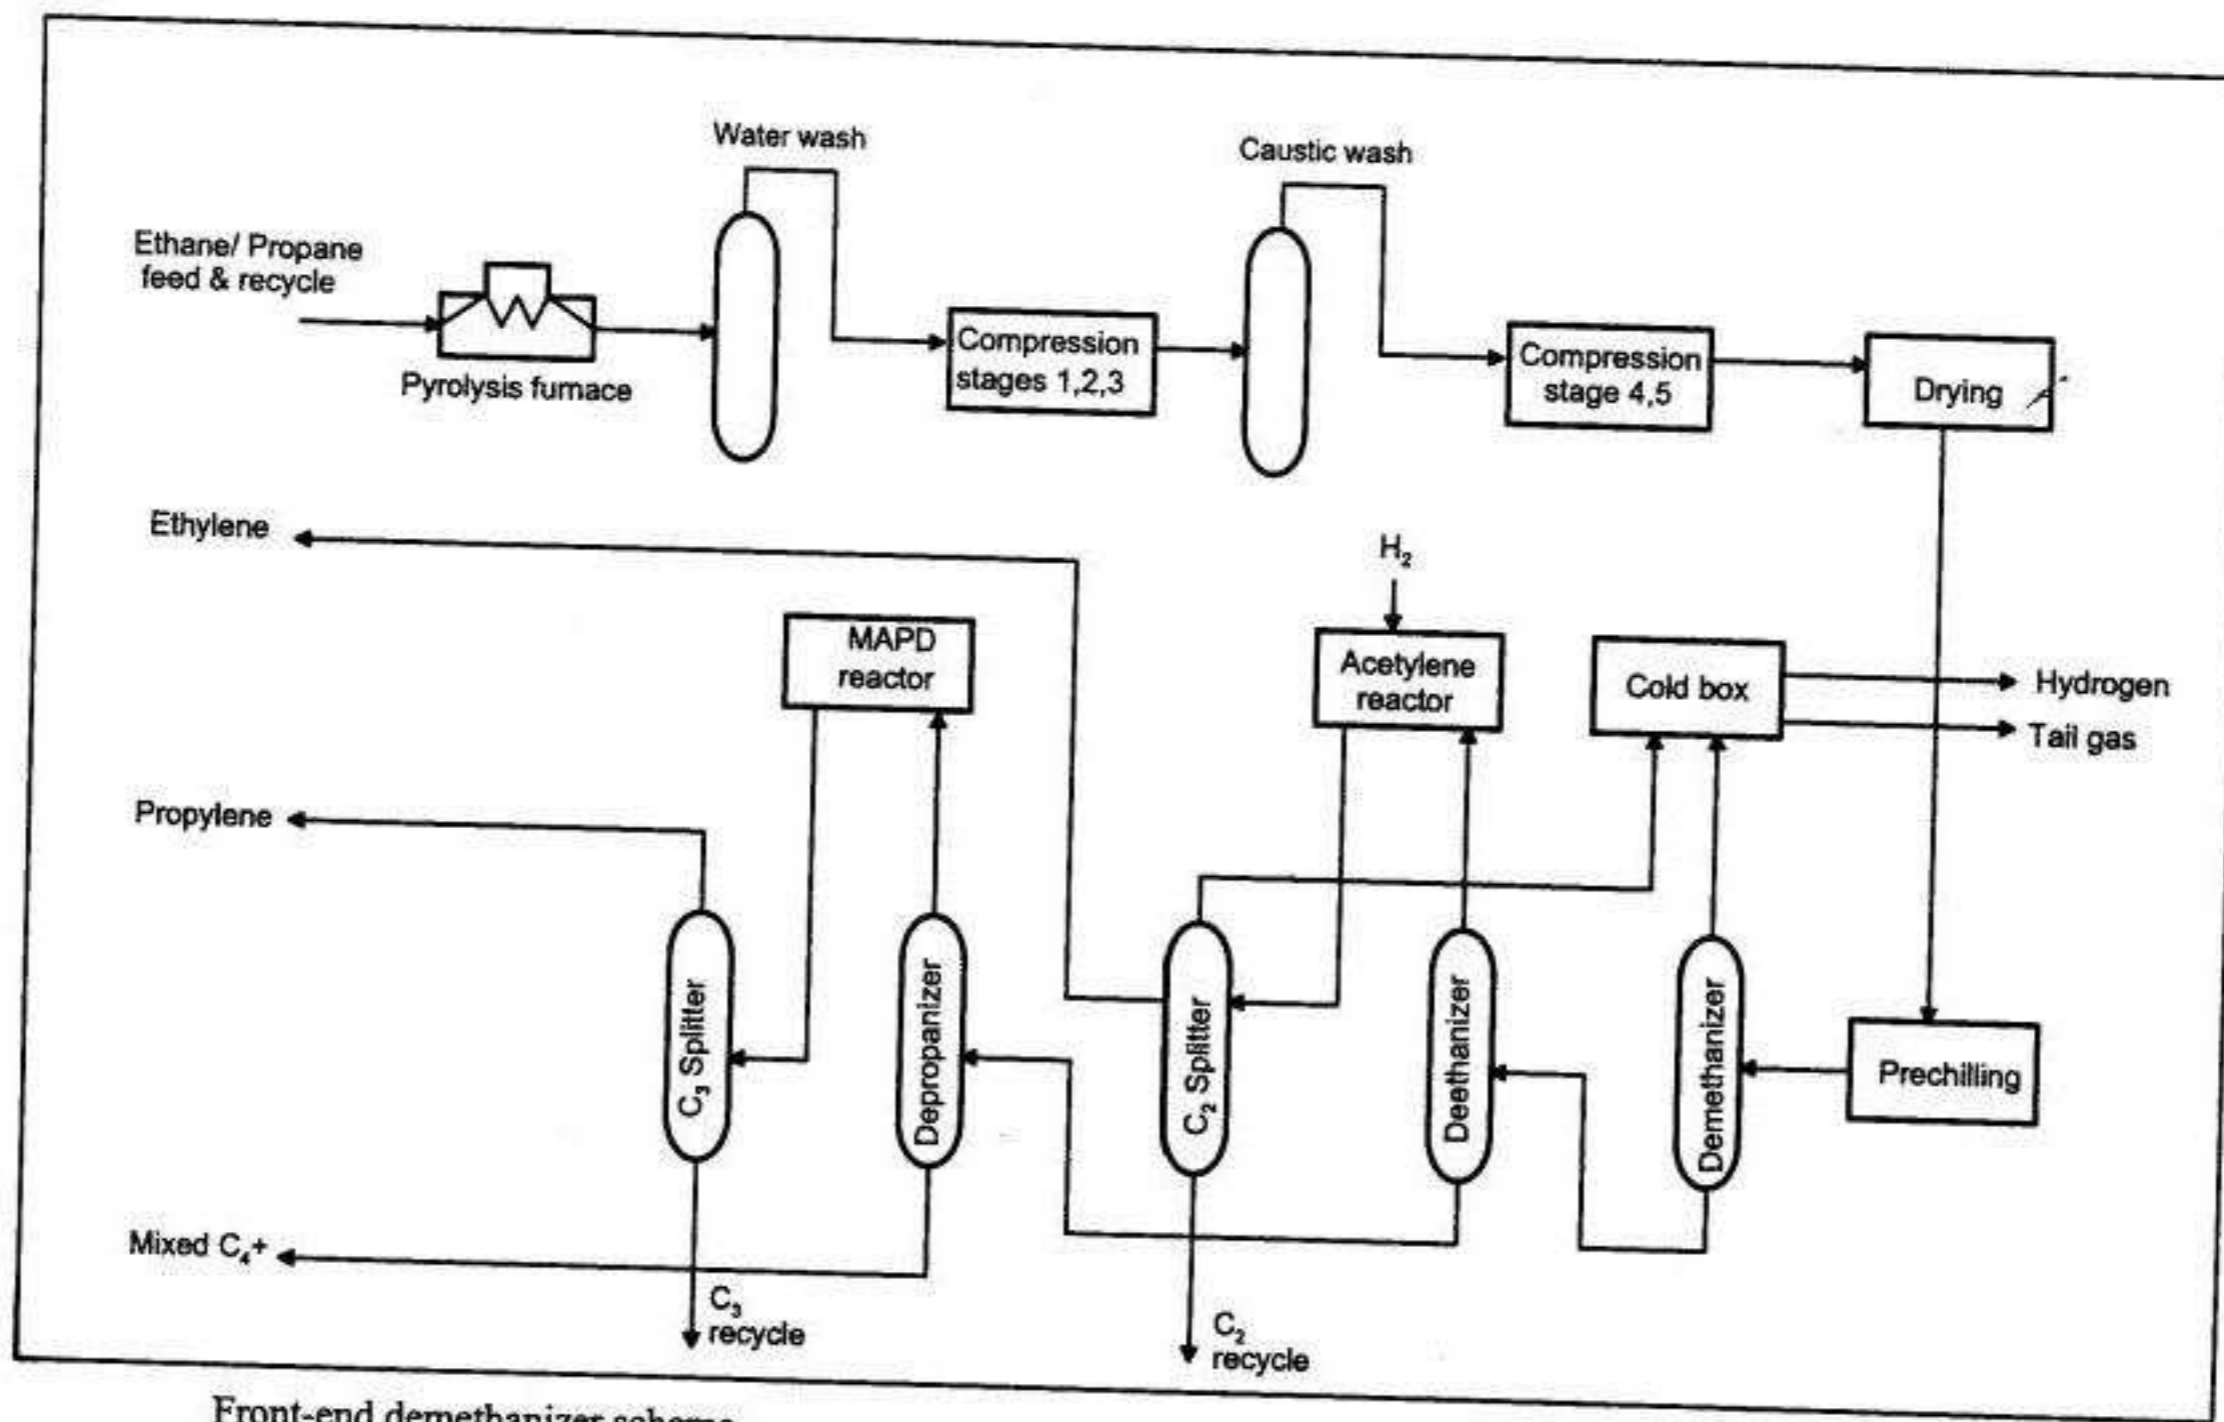 Water wash
Caustic wash
Ethane/ Propane
feed & recycle
Pyrolysis furnace
Compression
stages 1,2,3
Compression
stage 4,5
Drying
Ethylene
H₂
MAPD
reactor
Acetylene
reactor
Cold box
Hydrogen
Tail gas
Propylene
C₃ Splitter
Depropanizer
C₂ Splitter
Deethanizer
Demethanizer
Prechilling
Mixed C₄+
C₃
recycle
C₂
recycle
Front-end demethanizer scheme